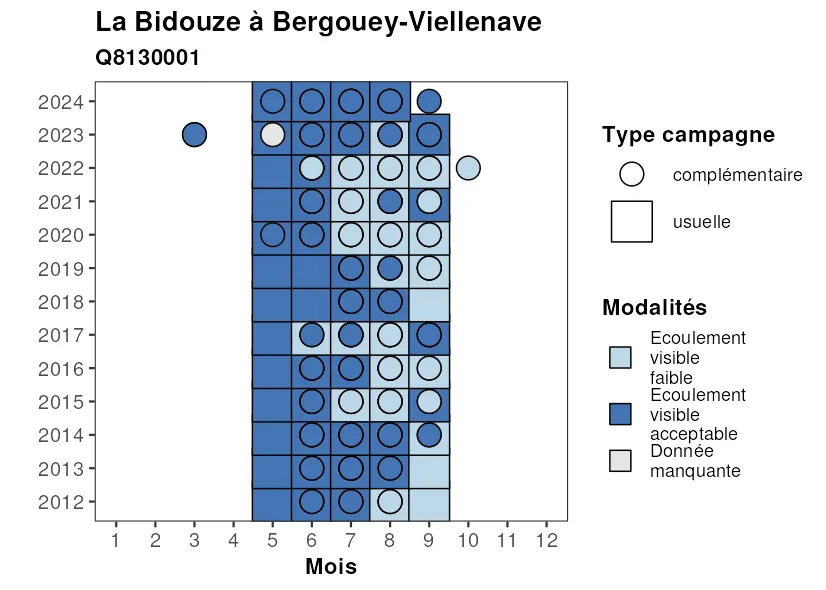 La Bidouze à Bergouey-Viellenave
Q8130001
2024
2023
2022
2021
2020
2019
2018
2017
2016
2015
2014
2013
2012
1 2 3 4 5 6 7 8 9 10 11 12
Mois
Type campagne
complémentaire
usuelle
Modalités
Ecoulement
visible
faible
Ecoulement
visible
acceptable
Donnée
manquante